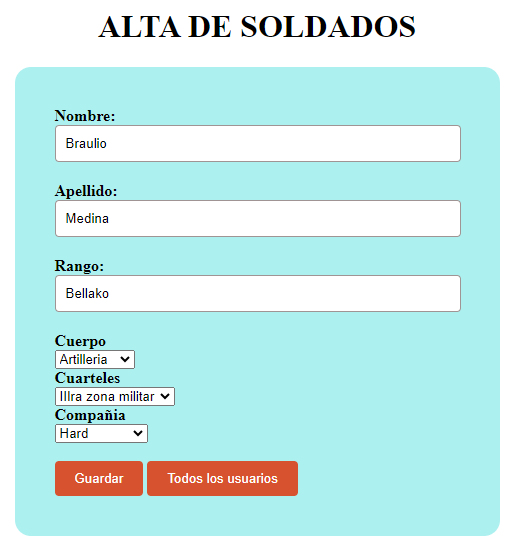 ALTA DE SOLDADOS
Nombre:
Braulio
Apellido:
Medina
Rango:
Bellako
Cuerpo
Artilleria
Cuarteles
IIIra zona militar
Compañia
Hard
Guardar Todos los usuarios